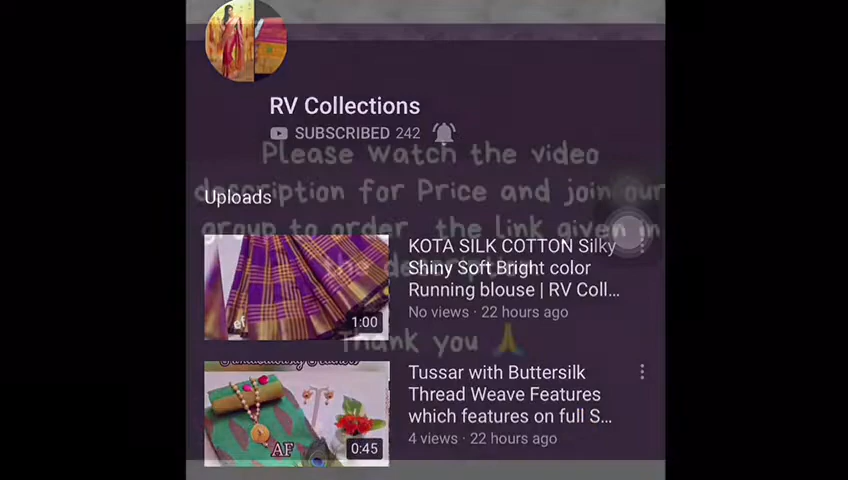 RV Collections
SUBSCRIBED 242
Please Watch the video
description for Price and join our
Uploads
group to order the link given in
the description
KOTA SILK COTTON Silky
Shiny Soft Bright color
Running blouse | RV Coll...
No views · 22 hours ago
1:00
Thank you 🙏
Tussar with Buttersilk
Thread Weave Features
which features on full S...
4 views · 22 hours ago
AF
0:45